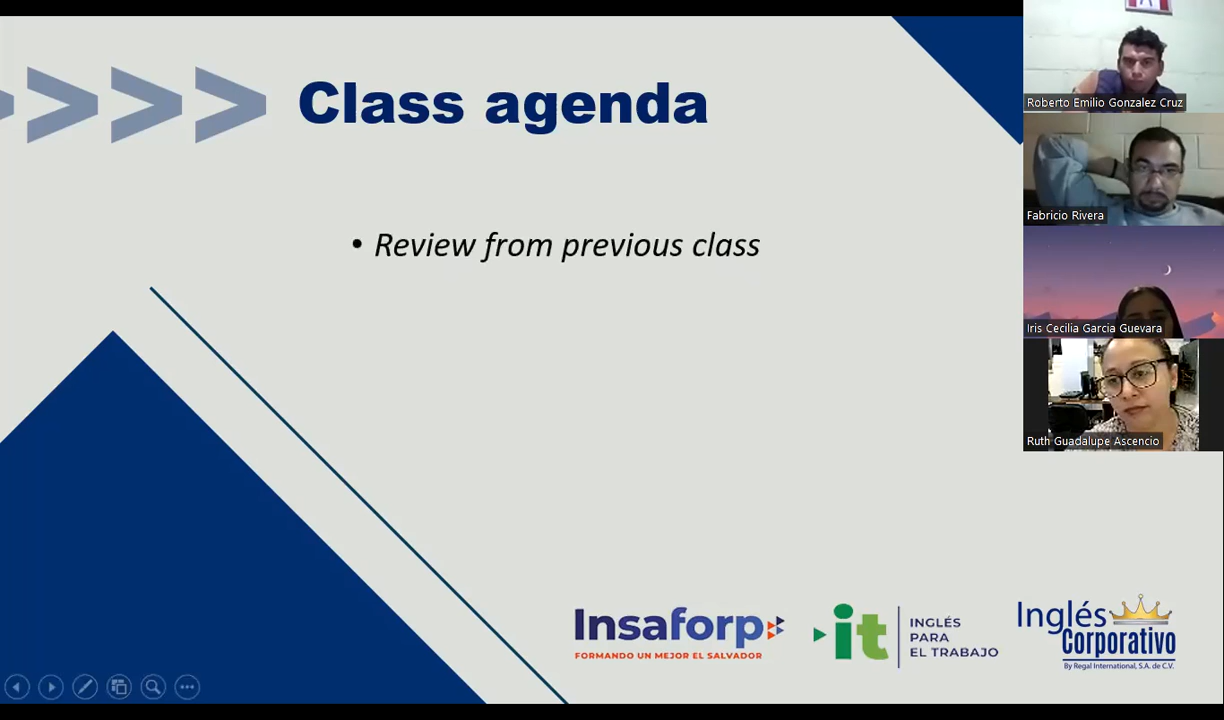 Class agenda
• Review from previous class
Roberto Emilio Gonzalez Cruz
Fabricio Rivera
Iris Cecilia Garcia Guevara
Ruth Guadalupe Ascencio
Insaforp
FORMANDO UN MEJOR EL SALVADOR
it
INGLÉS
PARA
EL TRABAJO
Inglés
Corporativo
By Regal International, S.A. de C.V.